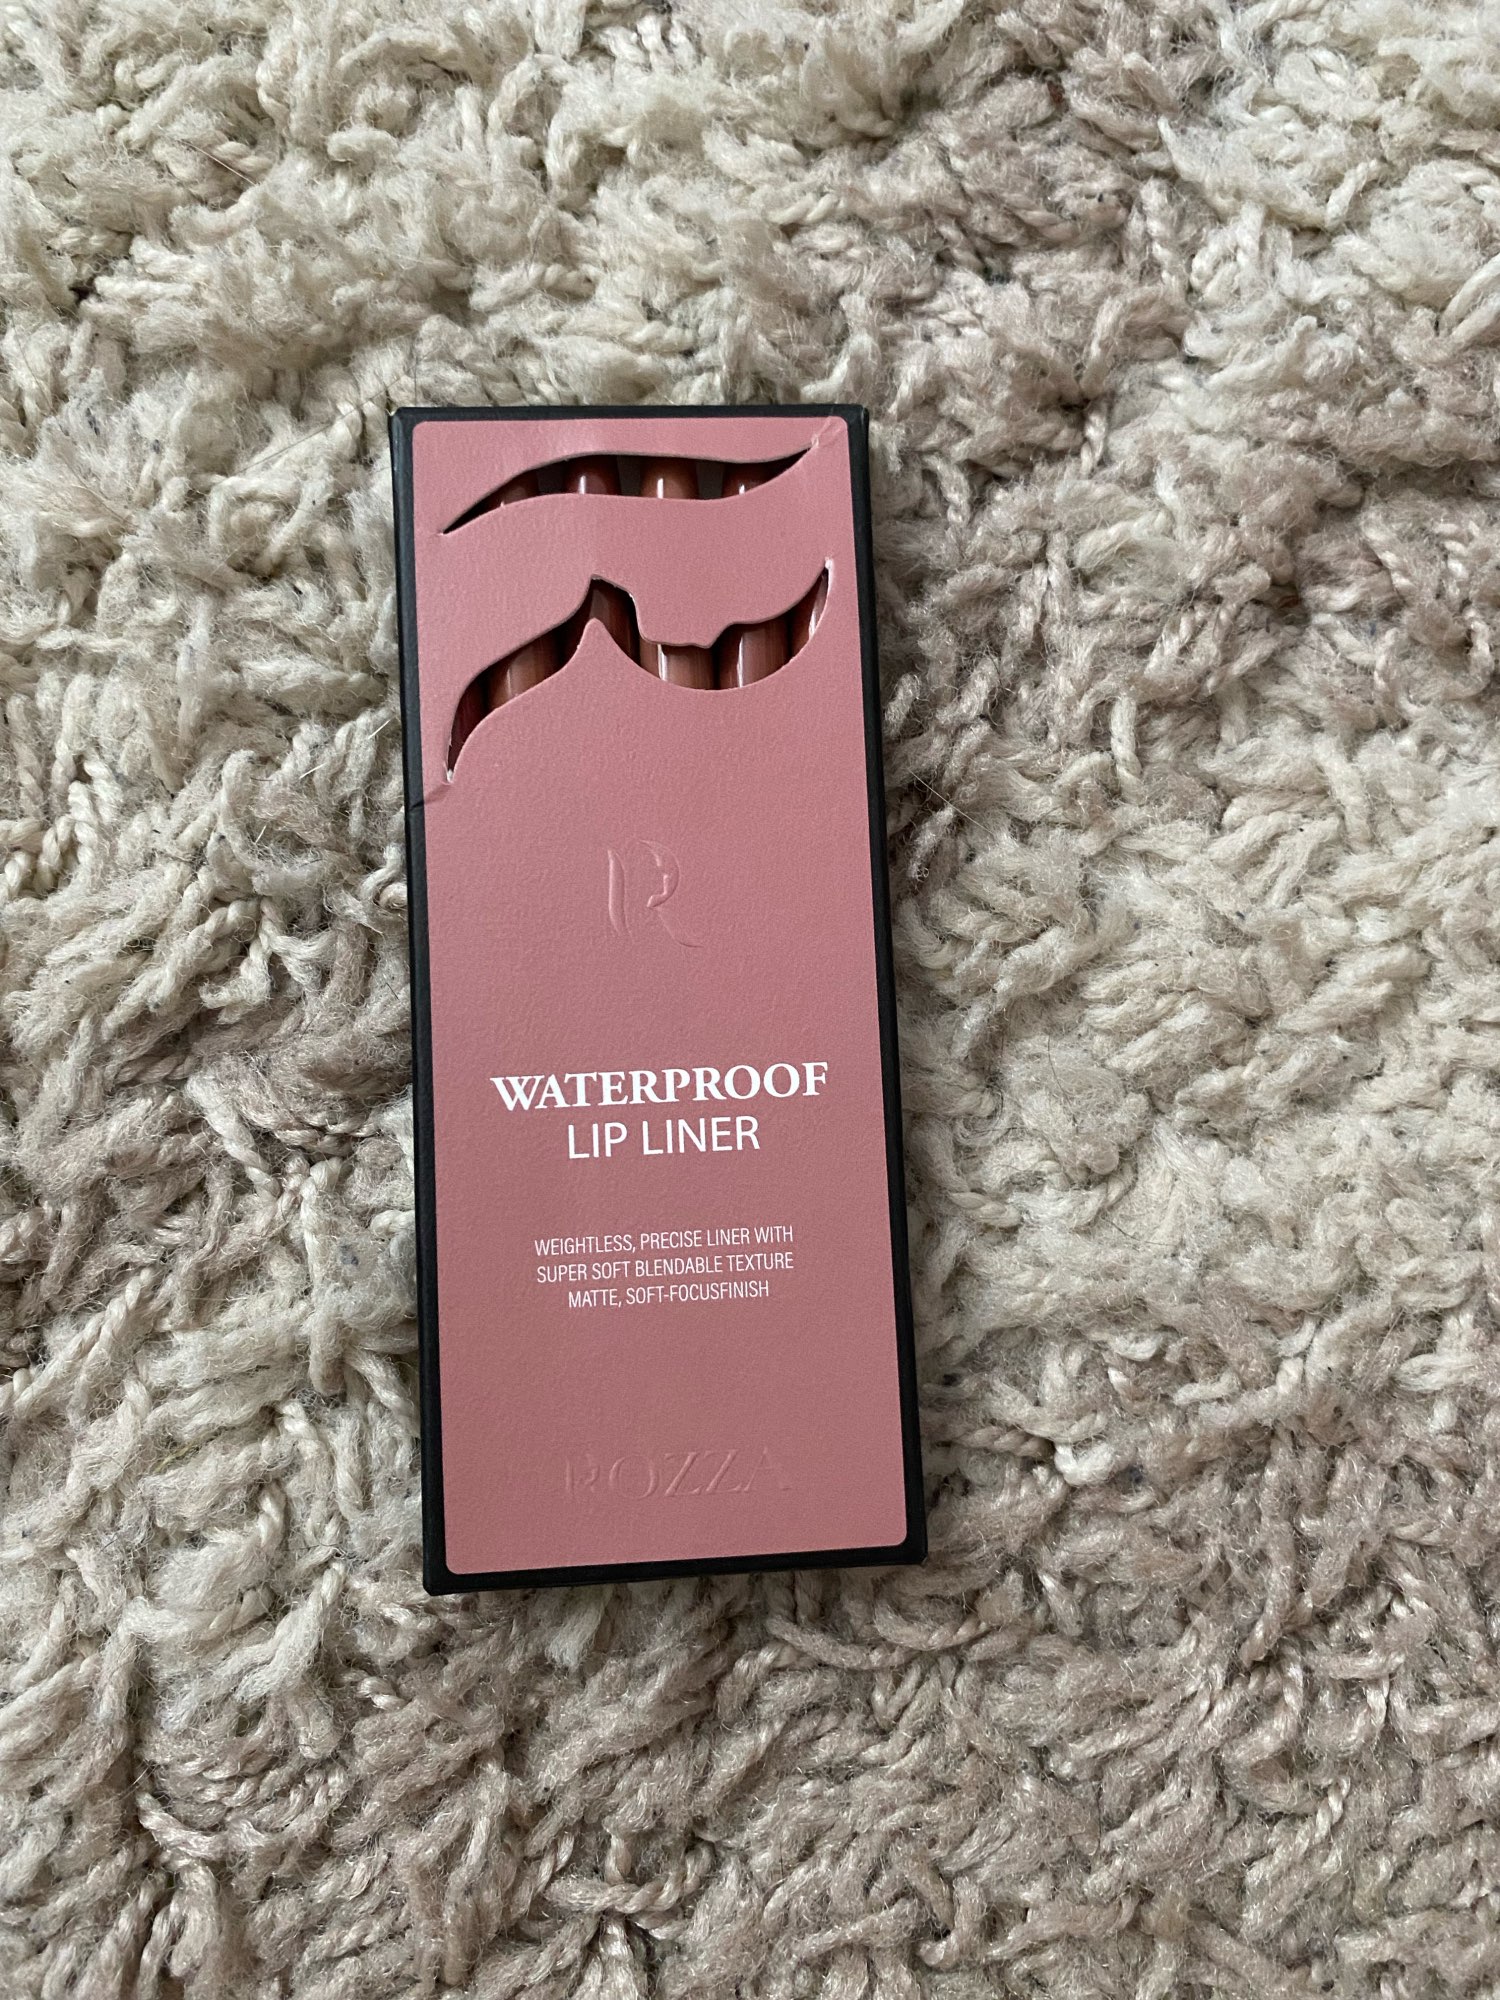 R
WATERPROOF
LIP LINER
WEIGHTLESS, PRECISE LINER WITH
SUPER SOFT BLENDABLE TEXTURE
MATTE, SOFT-FOCUSFINISH
ROZZA